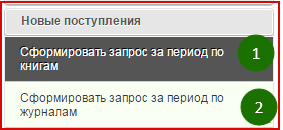 Новые поступления
Сформировать запрос за период по
книгам
1
Сформировать запрос за период по
журналам
2